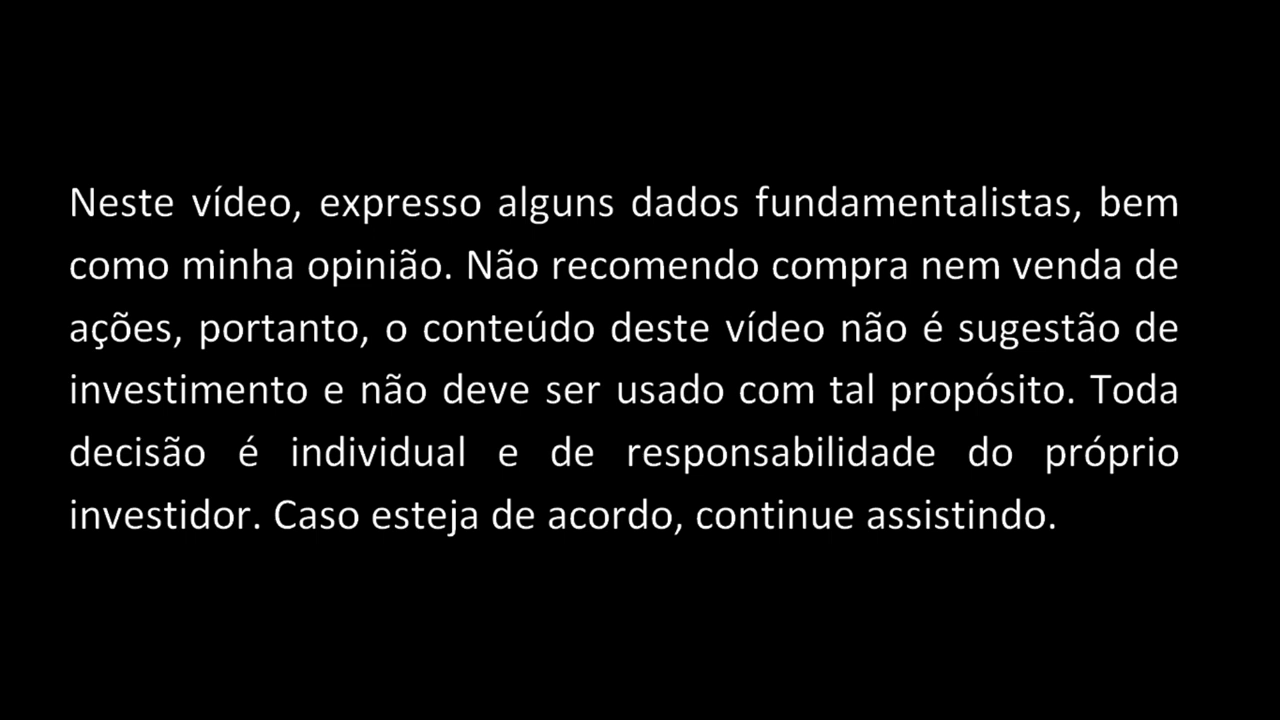 Neste vídeo, expresso alguns dados fundamentalistas, bem
como minha opinião. Não recomendo compra nem venda de
ações, portanto, o conteúdo deste vídeo não é sugestão de
investimento e não deve ser usado com tal propósito. Toda
decisão é individual e de responsabilidade do próprio
investidor. Caso esteja de acordo, continue assistindo.